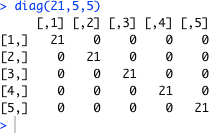 > diag(21,5,5)
     [,1] [,2] [,3] [,4] [,5]
[1,]   21    0    0    0    0
[2,]    0   21    0    0    0
[3,]    0    0   21    0    0
[4,]    0    0    0   21    0
[5,]    0    0    0    0   21
>